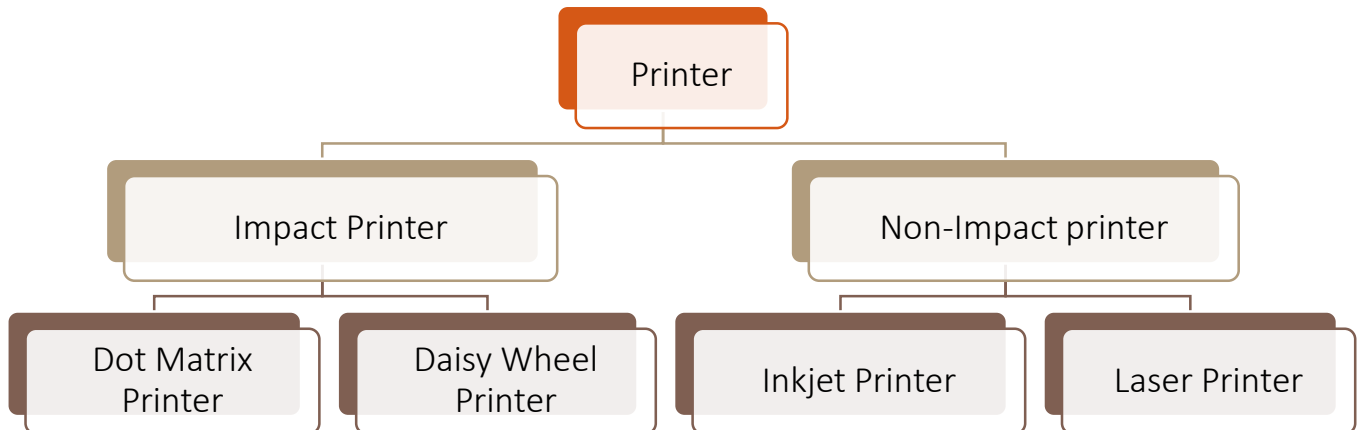 Printer
Impact Printer
Non-Impact printer
Dot Matrix
Printer
Daisy Wheel
Printer
Inkjet Printer
Laser Printer